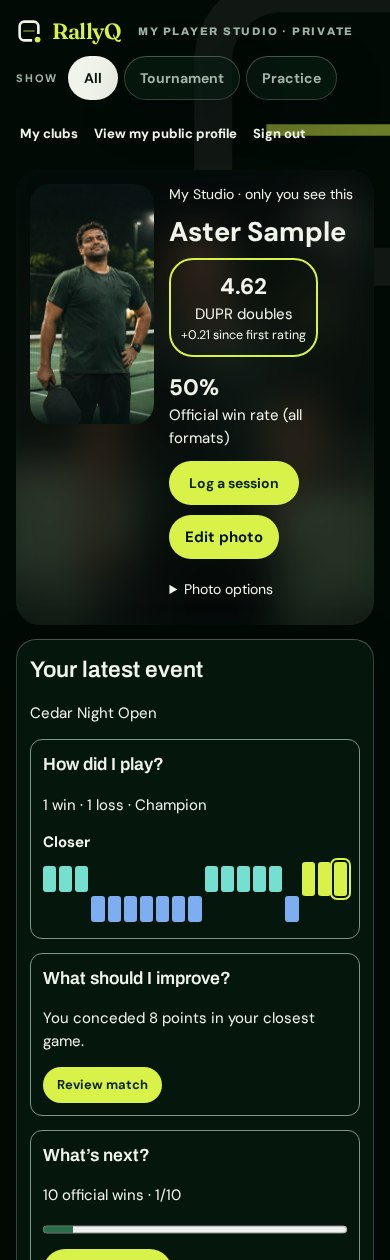 RallyQ MY PLAYER STUDIO · PRIVATE
SHOW All Tournament Practice
My clubs View my public profile Sign out
My Studio · only you see this
Aster Sample
4.62
DUPR doubles
+0.21 since first rating
50%
Official win rate (all
formats)
Log a session
Edit photo
▶ Photo options
Your latest event
Cedar Night Open
How did I play?
1 win · 1 loss · Champion
Closer
What should I improve?
You conceded 8 points in your closest
game.
Review match
What's next?
10 official wins · 1/10